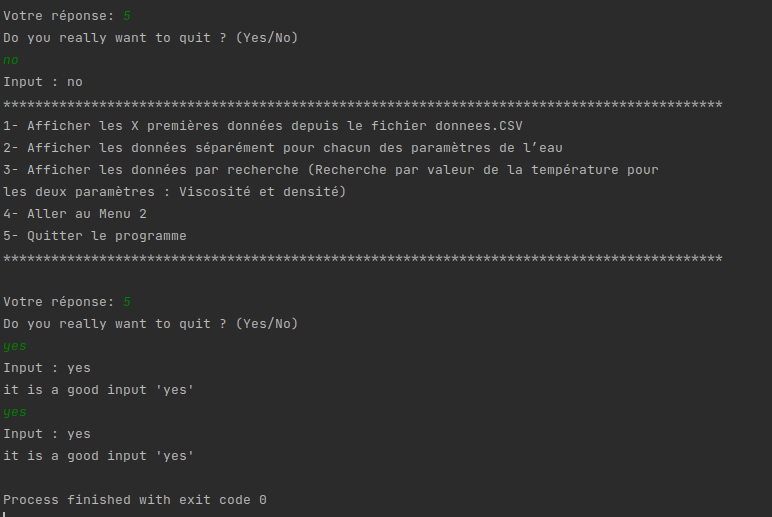 Votre réponse: 5
Do you really want to quit ? (Yes/No)
no
Input : no
******************************************************************************************
1- Afficher les X premières données depuis le fichier donnees.CSV
2- Afficher les données séparément pour chacun des paramètres de l’eau
3- Afficher les données par recherche (Recherche par valeur de la température pour
les deux paramètres : Viscosité et densité)
4- Aller au Menu 2
5- Quitter le programme
******************************************************************************************
Votre réponse: 5
Do you really want to quit ? (Yes/No)
yes
Input : yes
it is a good input 'yes'
yes
Input : yes
it is a good input 'yes'
Process finished with exit code 0